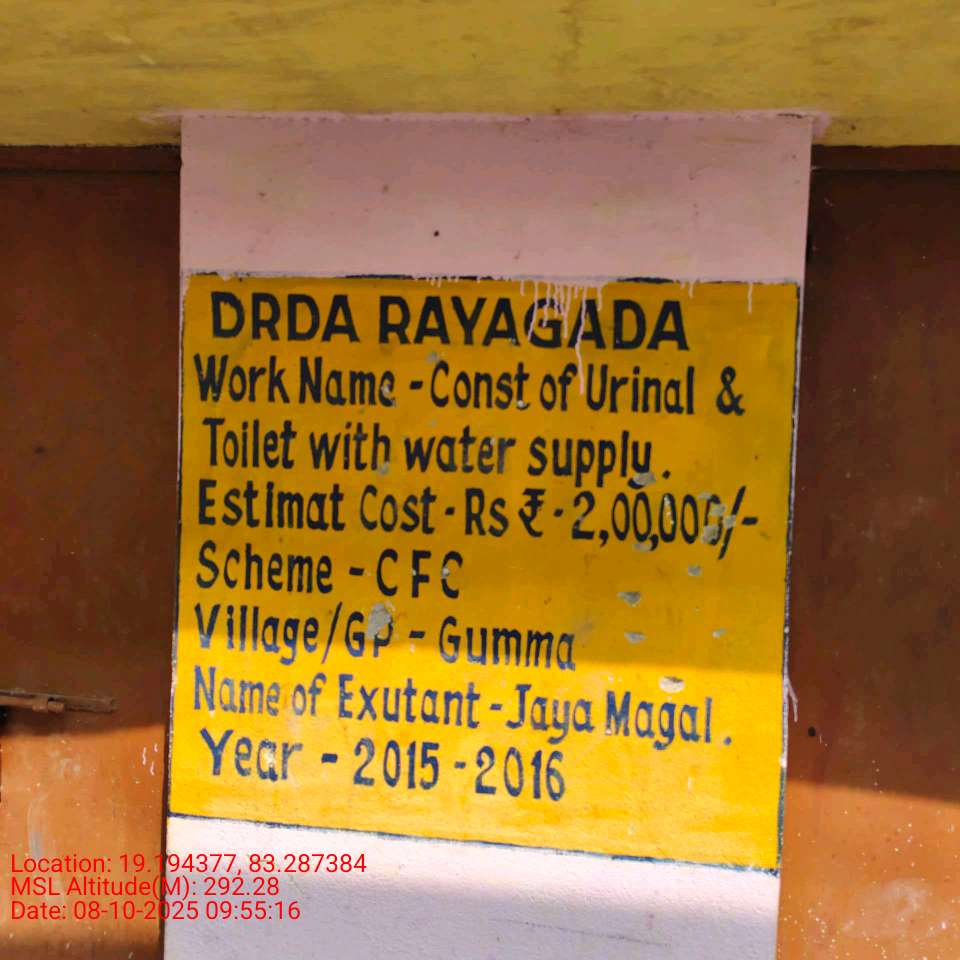 DRDA RAYAGADA
Work Name - Const of Urinal &
Toilet with water supply.
Estimat Cost - Rs ₹ - 2,00,000/-
Scheme - CFC
Village/GP - Gumma
Name of Exutant - Jaya Magal.
Year - 2015 - 2016
Location: 19.194377, 83.287384
MSL Altitude(M): 292.28
Date: 08-10-2025 09:55:16